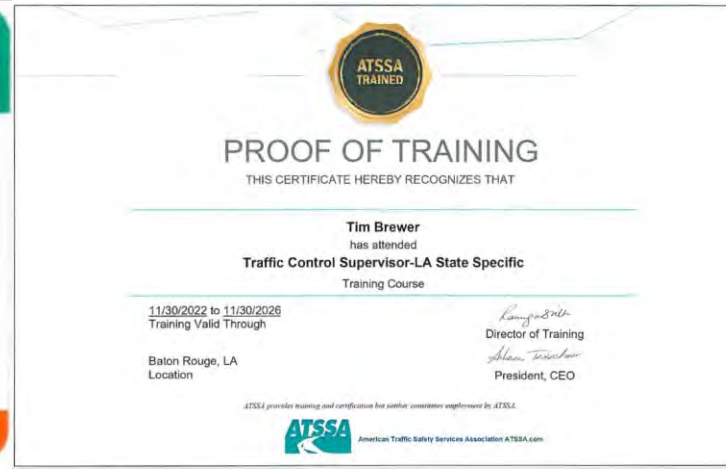 ATSSA
TRAINED
PROOF OF TRAINING
THIS CERTIFICATE HEREBY RECOGNIZES THAT
Tim Brewer
has attended
Traffic Control Supervisor-LA State Specific
Training Course
11/30/2022 to 11/30/2026
Training Valid Through
Director of Training
Baton Rouge, LA
Location
President, CEO
ATSSA provides training and certification but neither constitutes employment by ATSSA.
ATSSA
American Traffic Safety Services Association ATSSA.com